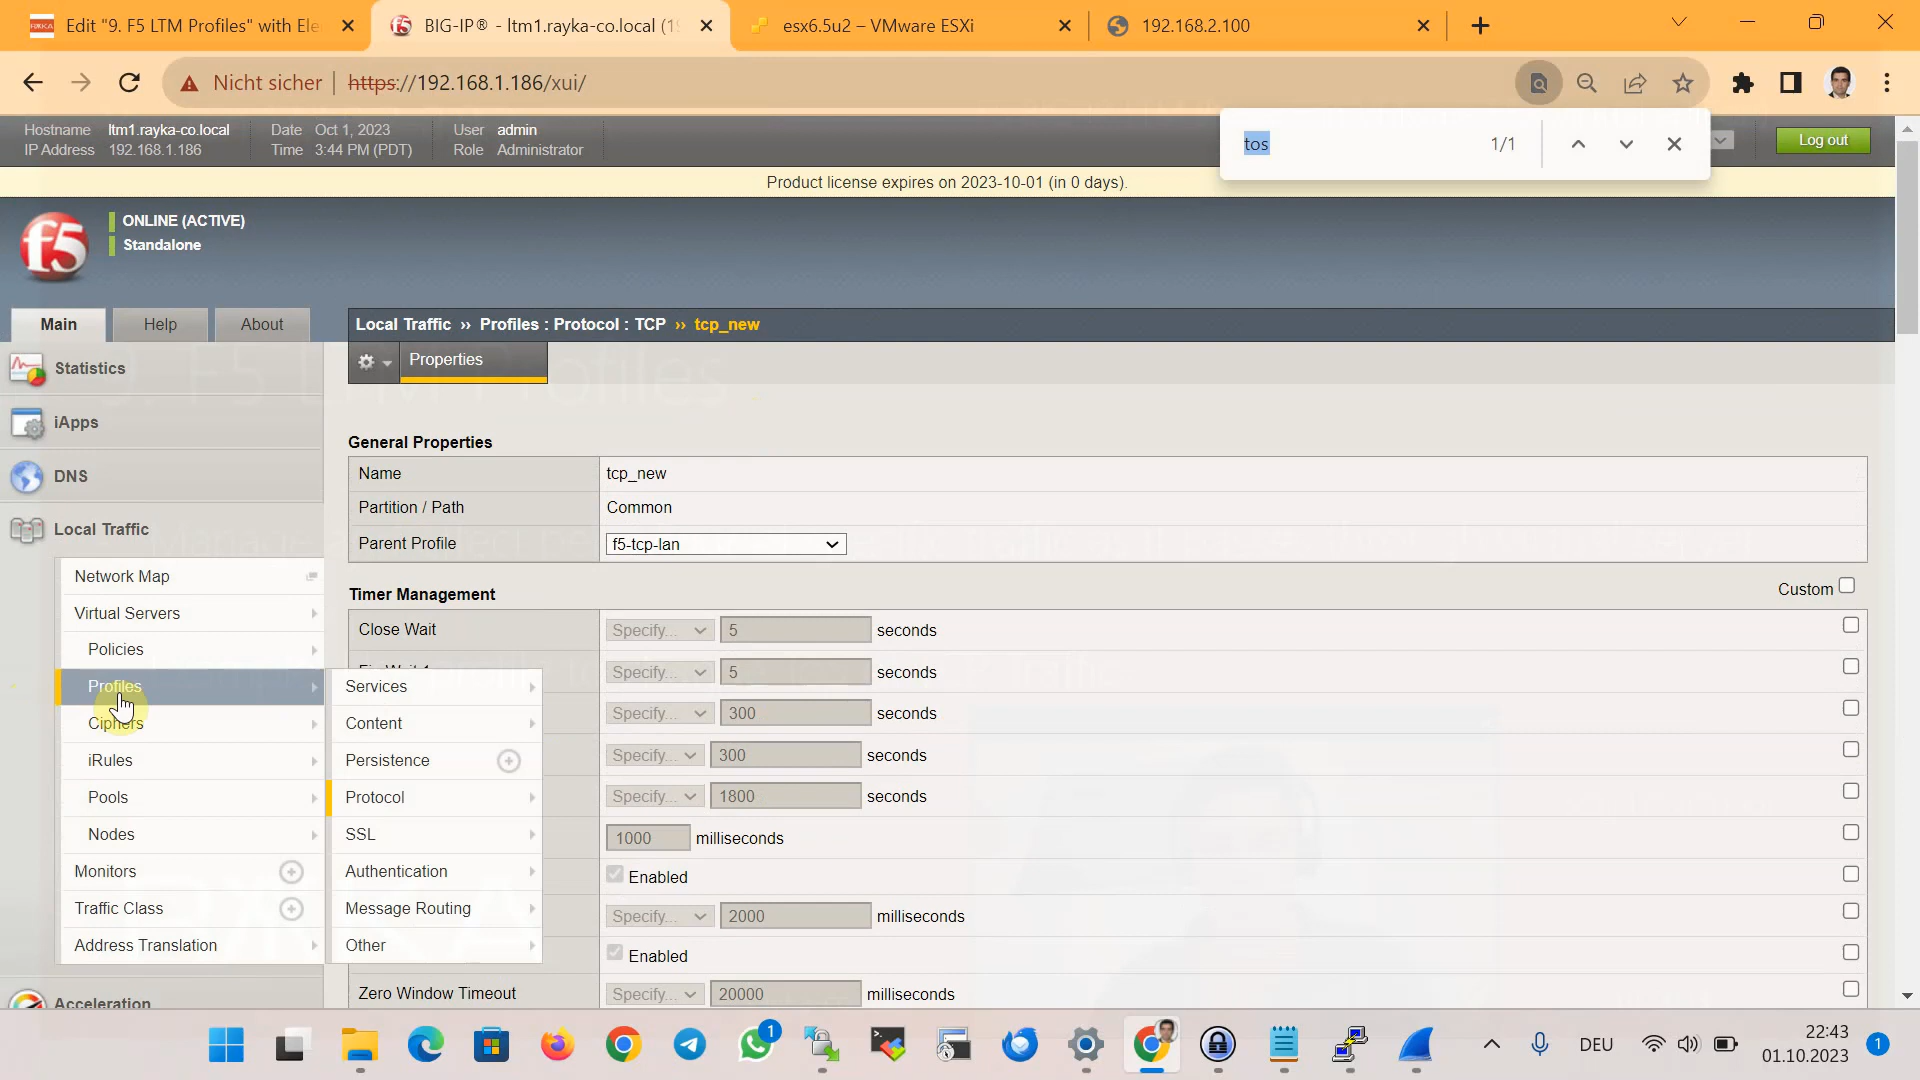 Edit "9. F5 LTM Profiles" with Ele
BIG-IP® - ltm1.rayka-co.local (19
esx6.5u2 – VMware ESXi
192.168.2.100
Nicht sicher
https://192.168.1.186/xui/
tos
1/1
Hostname ltm1.rayka-co.local
IP Address 192.168.1.186
Date Oct 1, 2023
Time 3:44 PM (PDT)
User admin
Role Administrator
Log out
Product license expires on 2023-10-01 (in 0 days).
f5
ONLINE (ACTIVE)
Standalone
Main
Help
About
Local Traffic ›› Profiles : Protocol : TCP ›› tcp_new
Properties
9. F5 LTM Profiles
Statistics
iApps
DNS
Local Traffic
Network Map
Virtual Servers
Policies
Profiles
Ciphers
iRules
Pools
Nodes
Monitors
Traffic Class
Address Translation
Acceleration
Services
Content
Persistence
Protocol
SSL
Authentication
Message Routing
Other
General Properties
Name tcp_new
Partition / Path Common
Parent Profile f5-tcp-lan
Timer Management
Custom
Close Wait Specify... 5 seconds
Specify... 5 seconds
Specify... 300 seconds
Specify... 300 seconds
Specify... 1800 seconds
1000 milliseconds
Enabled
Specify... 2000 milliseconds
Enabled
Zero Window Timeout Specify... 20000 milliseconds
1
DEU
22:43
01.10.2023
1